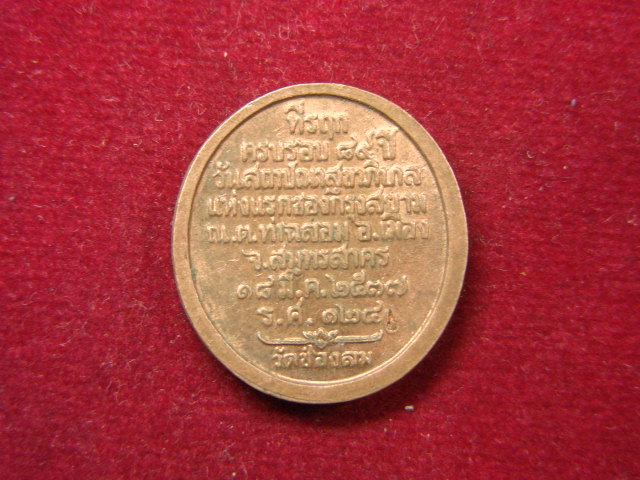 ที่รฤก
ครบรอบ ๘๙ ปี
วันสถาปนาสุขาภิบาล
แห่งแรกของกรุงสยาม
ณ.ต.ท่าฉลอม อ.เมือง
จ.สมุทรสาคร
๑๘ มี.ค.๒๕๓๗
ร.ศ. ๑๒๔
วัดช่องลม